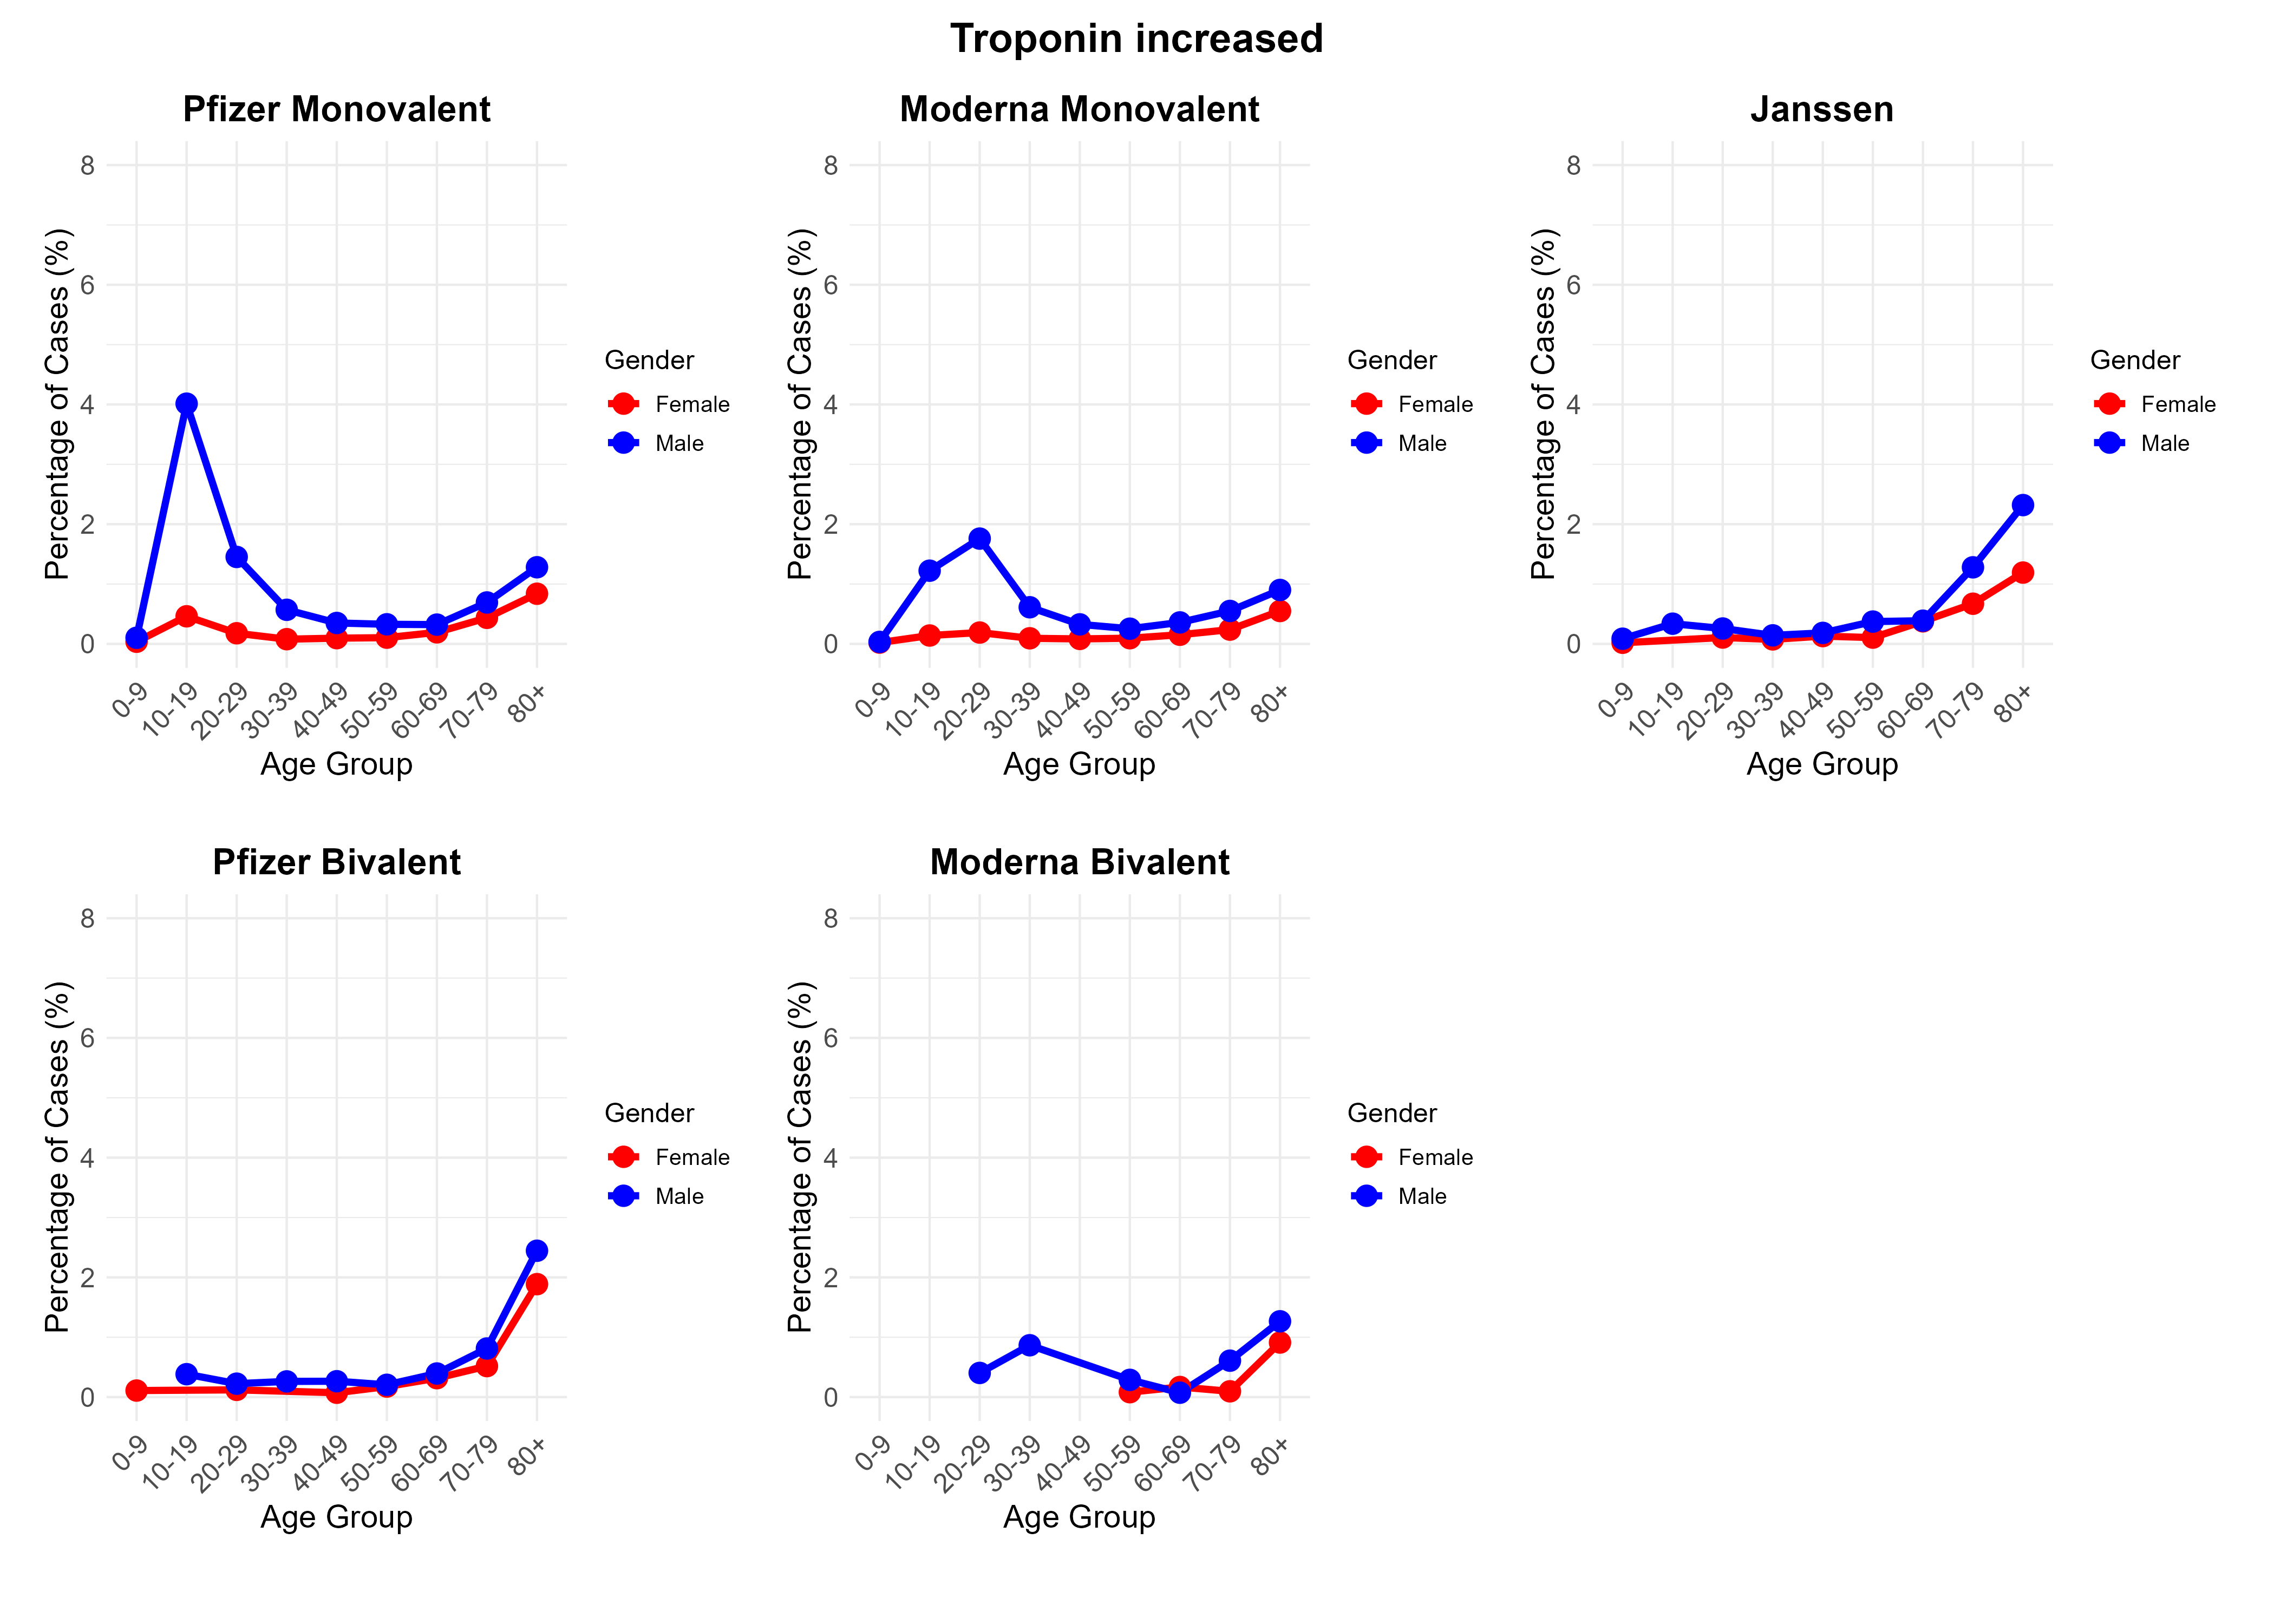 Troponin increased
Pfizer Monovalent
Percentage of Cases (%)
8
6
4
2
0
0-9
10-19
20-29
30-39
40-49
50-59
60-69
70-79
80+
Age Group
Gender
Female
Male
Moderna Monovalent
Percentage of Cases (%)
8
6
4
2
0
0-9
10-19
20-29
30-39
40-49
50-59
60-69
70-79
80+
Age Group
Gender
Female
Male
Janssen
Percentage of Cases (%)
8
6
4
2
0
0-9
10-19
20-29
30-39
40-49
50-59
60-69
70-79
80+
Age Group
Gender
Female
Male
Pfizer Bivalent
Percentage of Cases (%)
8
6
4
2
0
0-9
10-19
20-29
30-39
40-49
50-59
60-69
70-79
80+
Age Group
Gender
Female
Male
Moderna Bivalent
Percentage of Cases (%)
8
6
4
2
0
0-9
10-19
20-29
30-39
40-49
50-59
60-69
70-79
80+
Age Group
Gender
Female
Male